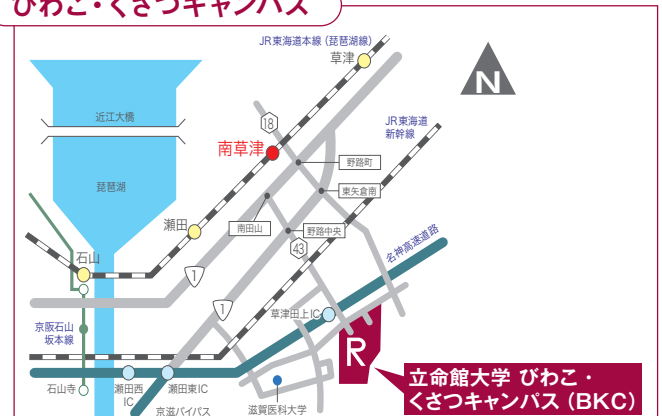 びわこ・くさつキャンパス
JR東海道本線(琵琶湖線)
草津
N
近江大橋
18
JR東海道
新幹線
南草津
野路町
琵琶湖
東矢倉南
瀬田
南田山
野路中央
石山
43
名神高速道路
1
1
草津田上IC
京阪石山
坂本線
R
立命館大学 びわこ・
くさつキャンパス(BKC)
石山寺
瀬田西
IC
瀬田東IC
京滋バイパス
滋賀医科大学